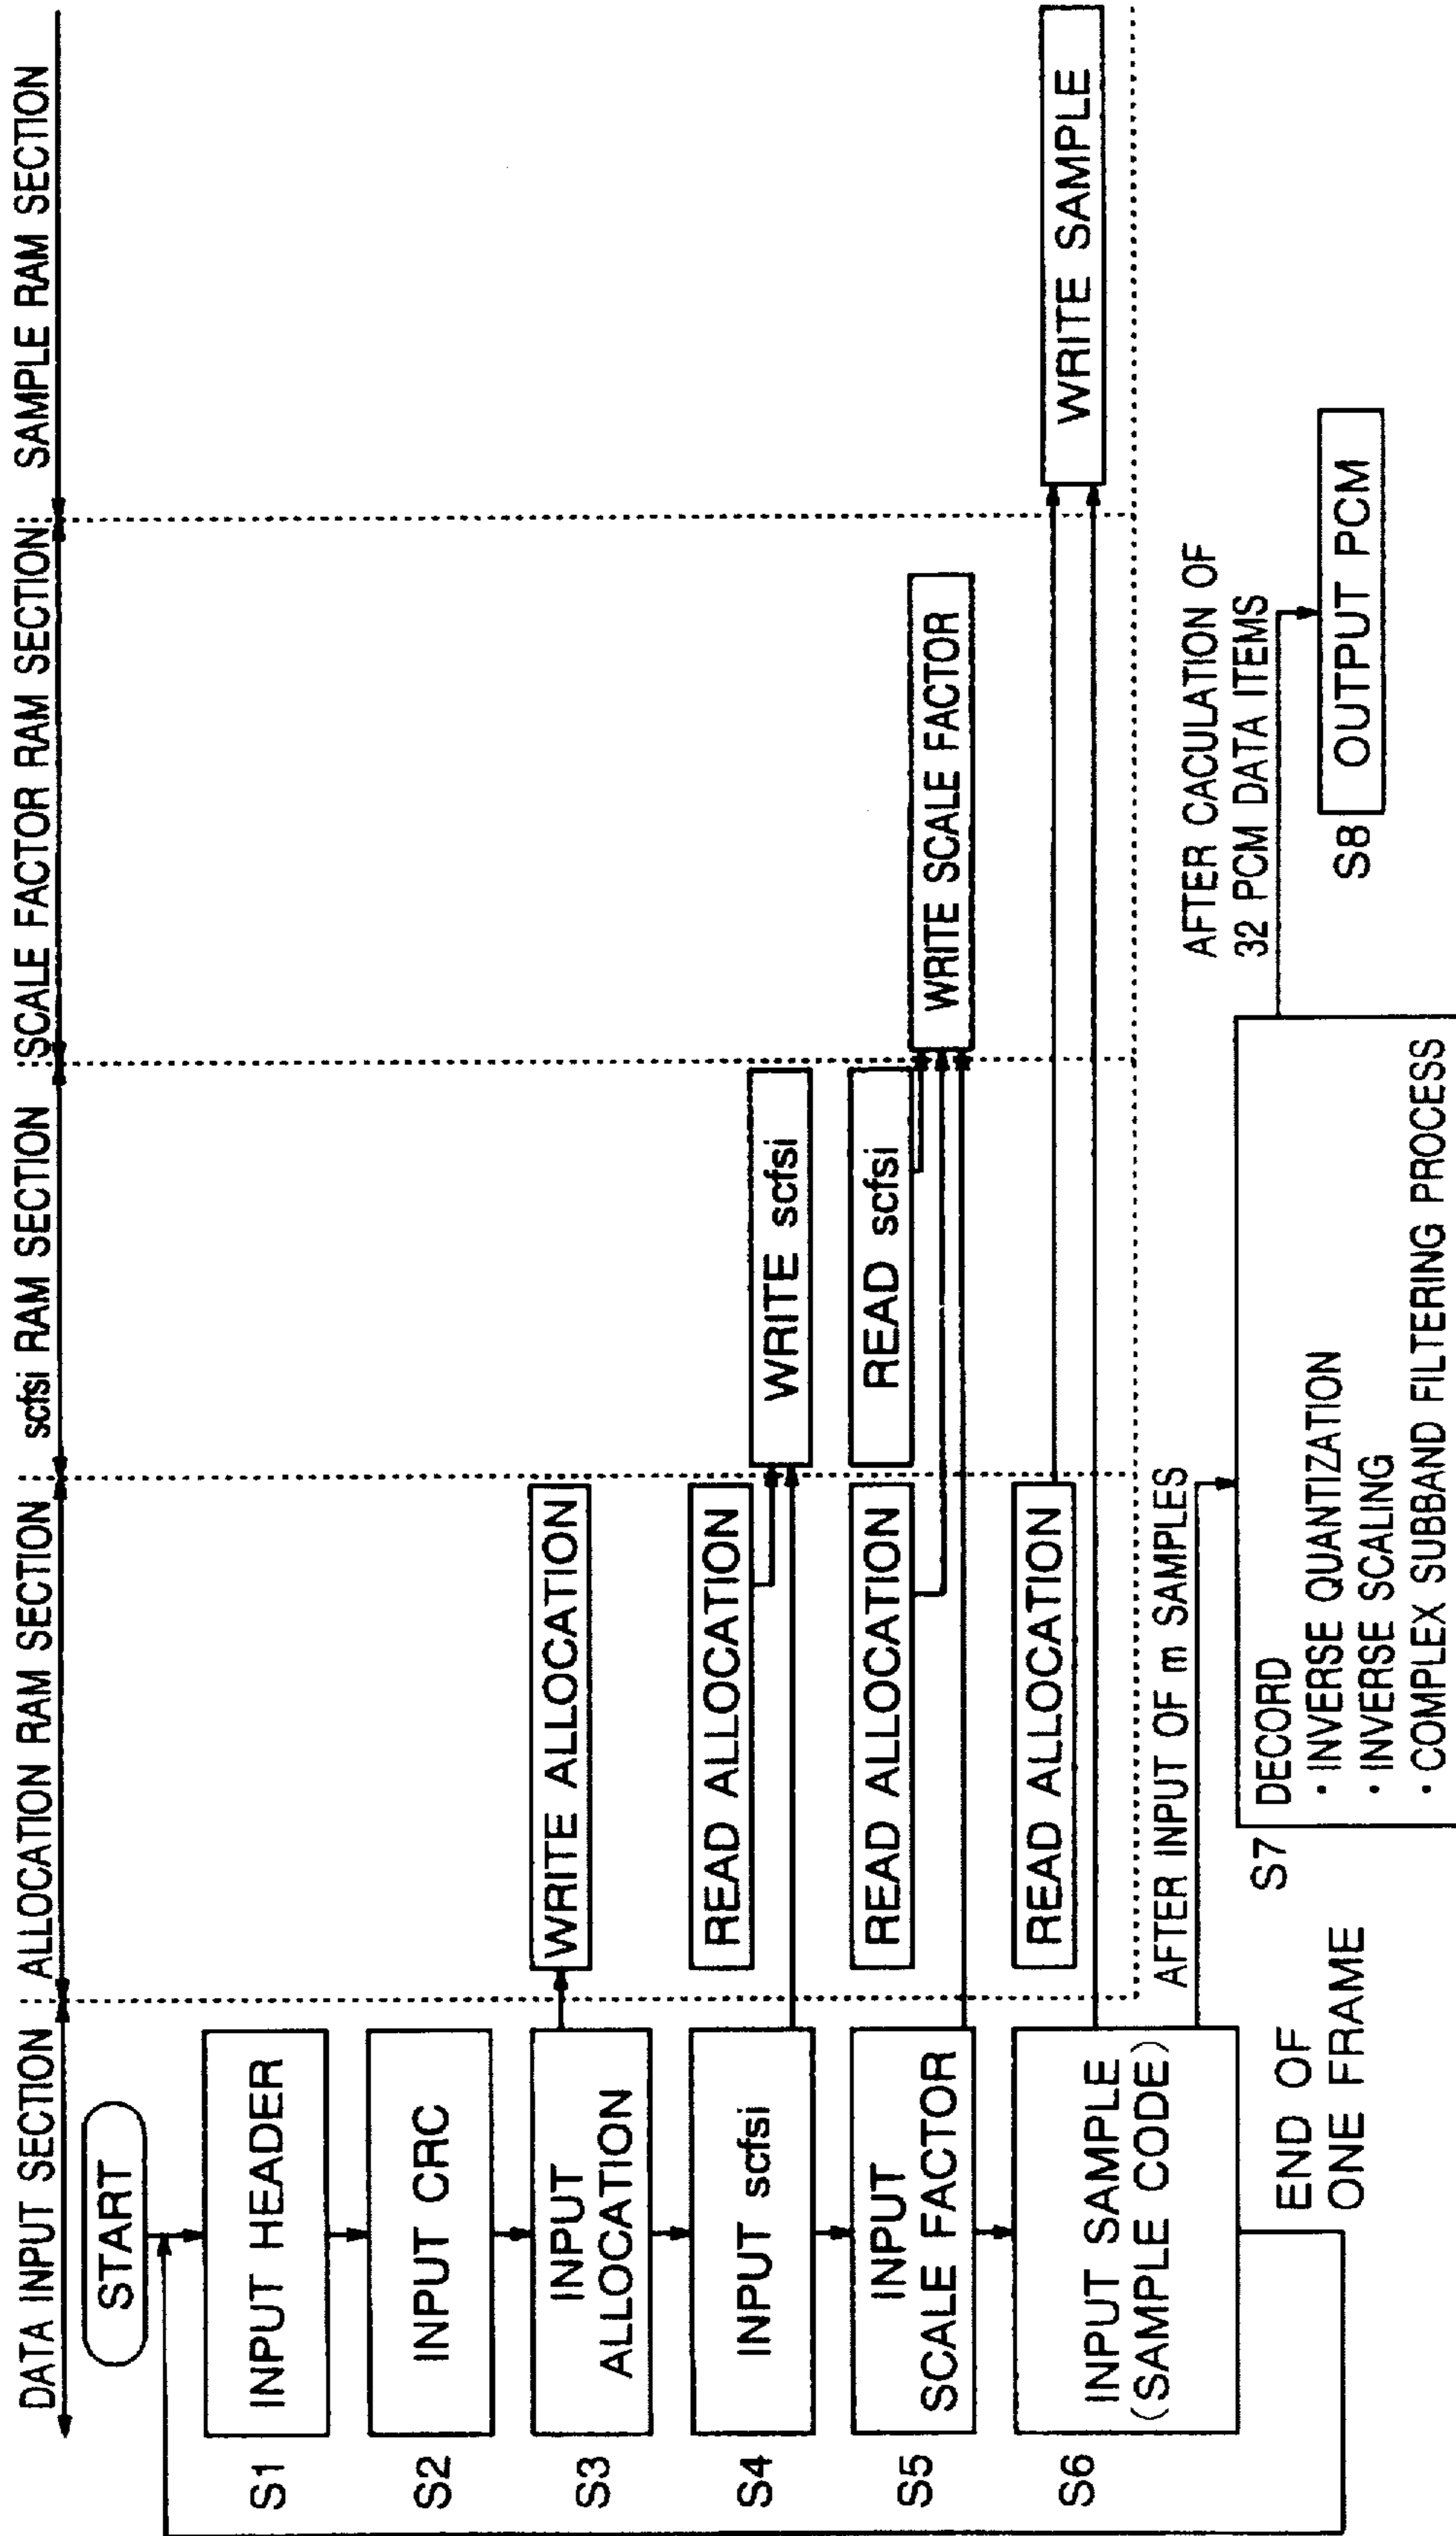 DATA INPUT SECTION
ALLOCATION RAM SECTION
scfsi RAM SECTION
SCALE FACTOR RAM SECTION
SAMPLE RAM SECTION
START
S1
INPUT HEADER
S2
INPUT CRC
S3
INPUT
ALLOCATION
WRITE ALLOCATION
S4
INPUT scfsi
READ ALLOCATION
WRITE scfsi
S5
INPUT
SCALE FACTOR
READ ALLOCATION
READ scfsi
WRITE SCALE FACTOR
S6
INPUT SAMPLE
(SAMPLE CODE)
READ ALLOCATION
WRITE SAMPLE
AFTER INPUT OF m SAMPLES
END OF
ONE FRAME
S7
DECORD
· INVERSE QUANTIZATION
· INVERSE SCALING
· COMPLEX SUBBAND FILTERING PROCESS
AFTER CACULATION OF
32 PCM DATA ITEMS
S8
OUTPUT PCM